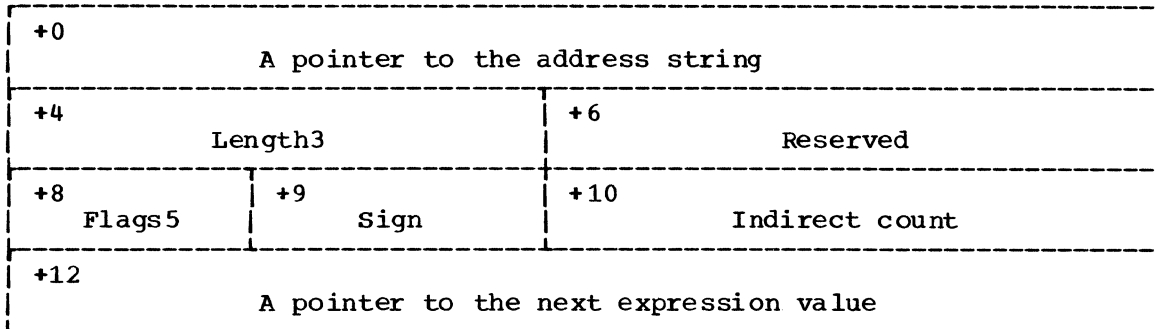 +0
A pointer to the address string
+4 +6
Length3 Reserved
+8 +9 +10
Flags5 Sign Indirect count
+12
A pointer to the next expression value